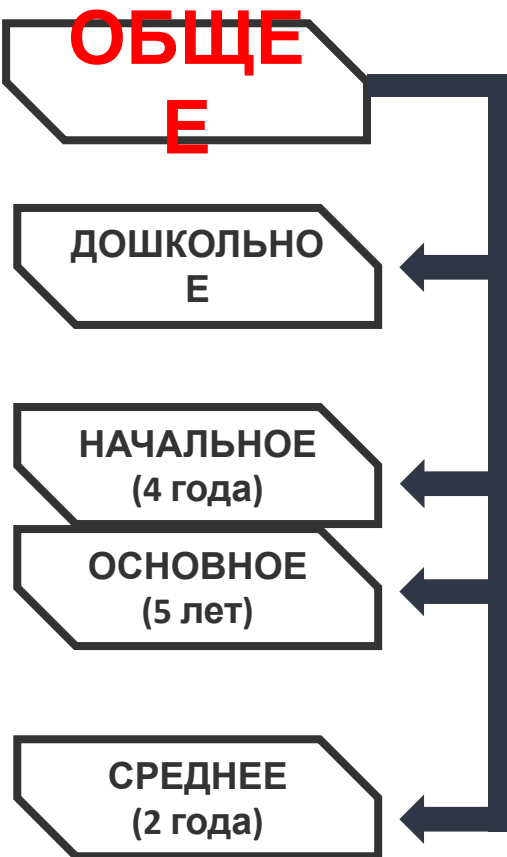 ОБЩЕ
Е
ДОШКОЛЬНО
Е
НАЧАЛЬНОЕ
(4 года)
ОСНОВНОЕ
(5 лет)
СРЕДНЕЕ
(2 года)